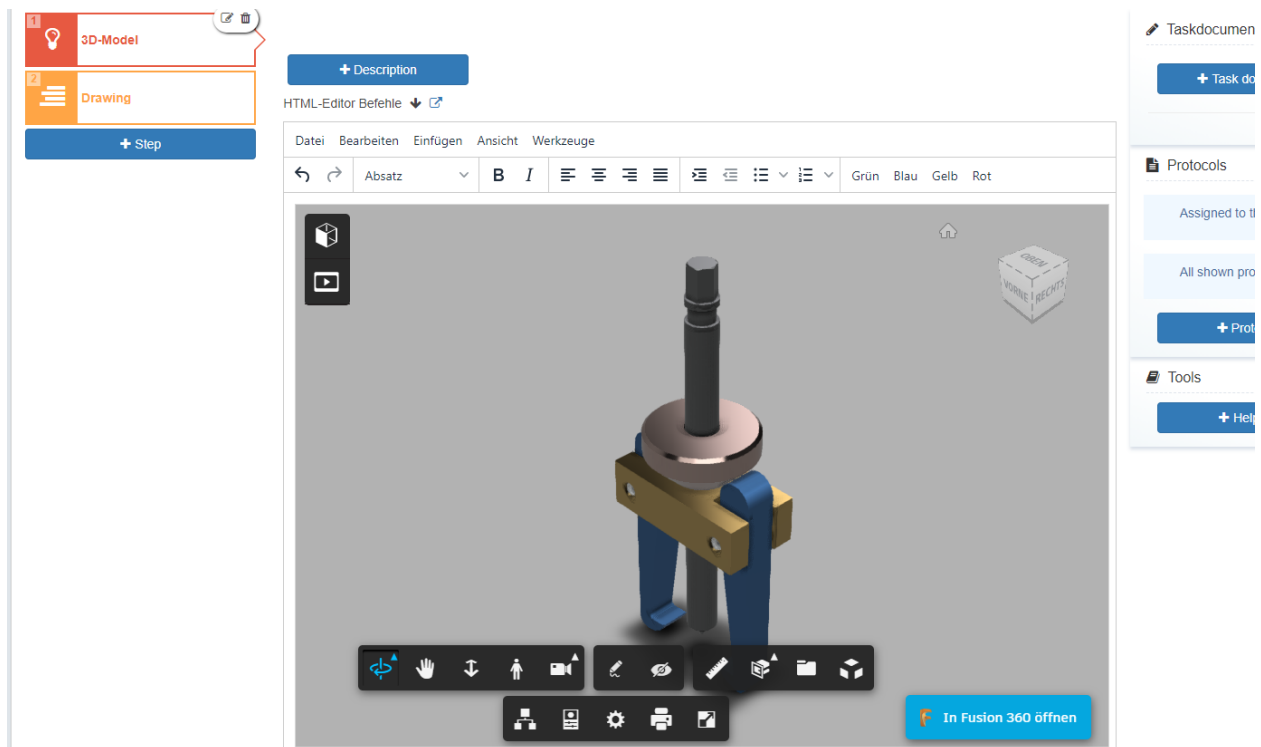 1
3D-Model
2
Drawing
+ Step
+ Description
HTML-Editor Befehle
Datei Bearbeiten Einfügen Ansicht Werkzeuge
Absatz B I Grün Blau Gelb Rot
OBEN
VORNE RECHTS
In Fusion 360 öffnen
Taskdocumen
+ Task do
Protocols
Assigned to t
All shown pro
+ Prot
Tools
+ Help